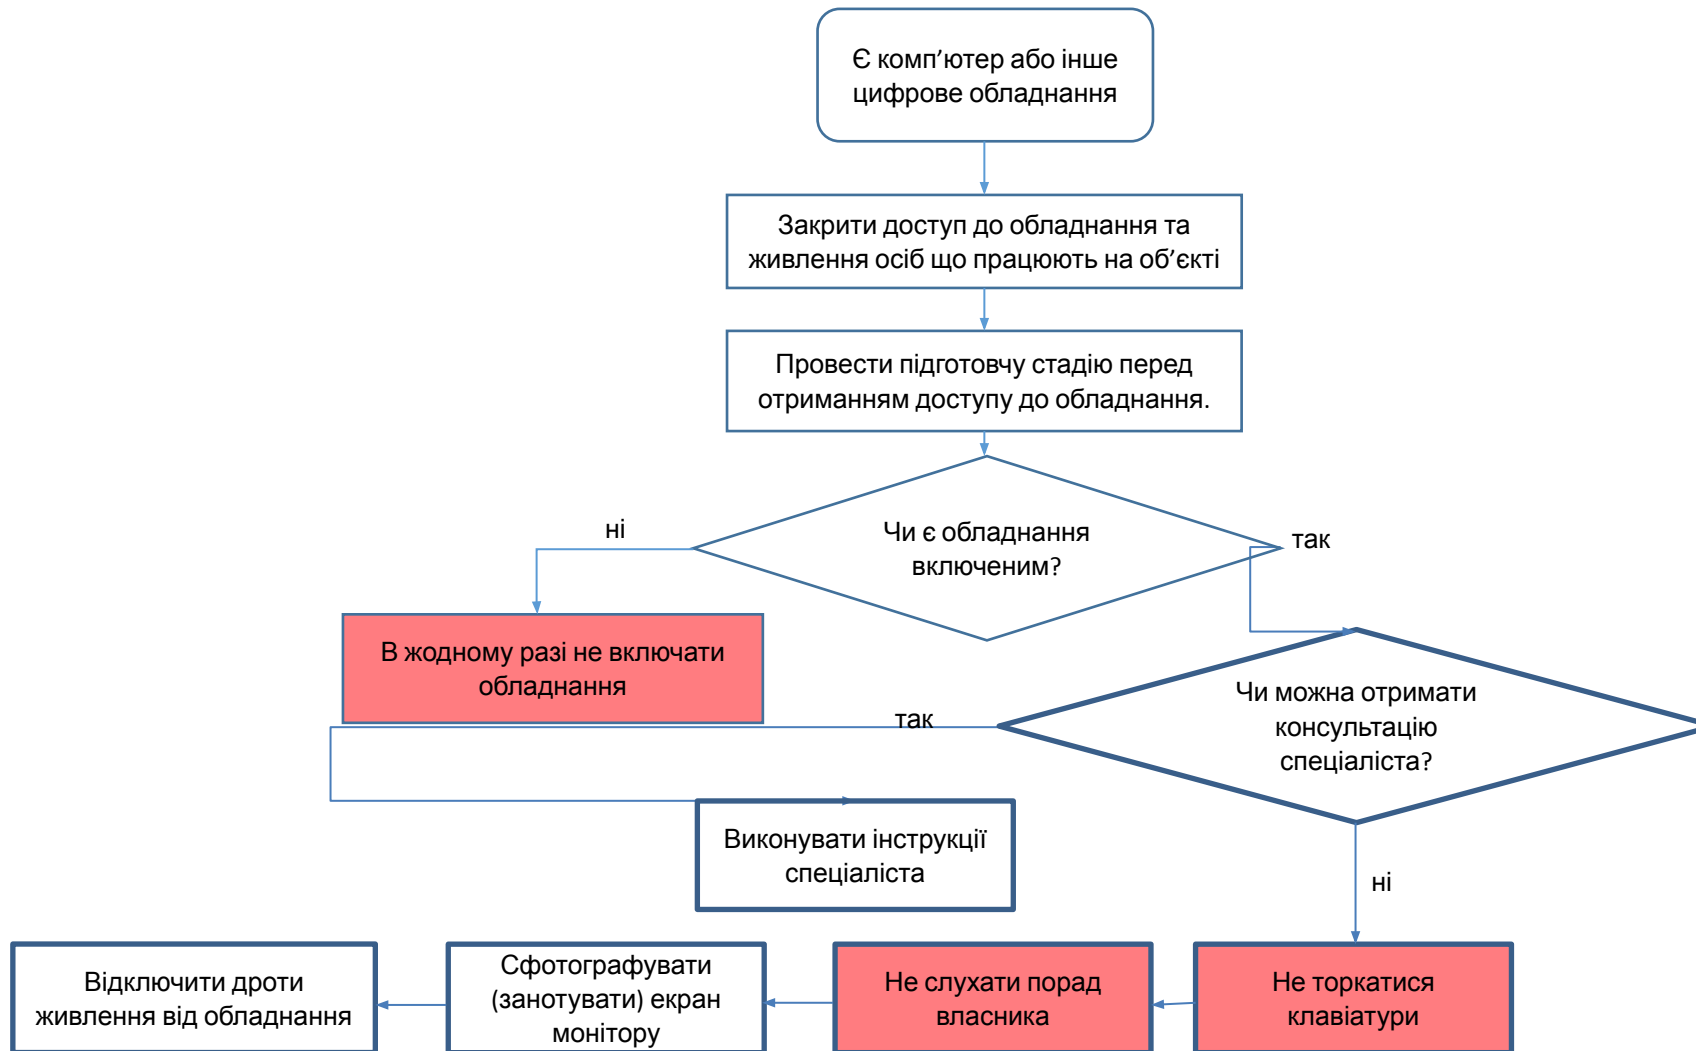 Є комп’ютер або інше
цифрове обладнання
Закрити доступ до обладнання та
живлення осіб що працюють на об’єкті
Провести підготовчу стадію перед
отриманням доступу до обладнання.
Чи є обладнання
включеним?
ні
так
В жодному разі не включати
обладнання
Чи можна отримати
консультацію
спеціаліста?
так
Виконувати інструкції
спеціаліста
ні
Відключити дроти
живлення від обладнання
Сфотографувати
(занотувати) екран
монітору
Не слухати порад
власника
Не торкатися
клавіатури